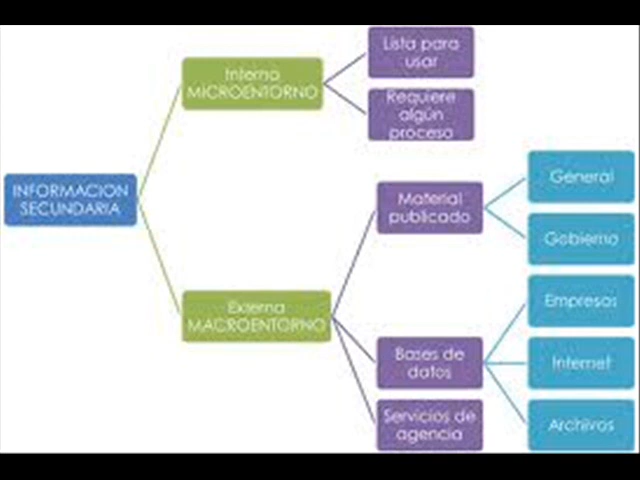 INFORMACION
SECUNDARIA
Interna
MICROENTORNO
Lista para
usar
Requiere
algún
proceso
Externa
MACROENTORNO
Material
publicado
General
Gobierno
Bases de
datos
Empresas
Internet
Archivos
Servicios de
agencia